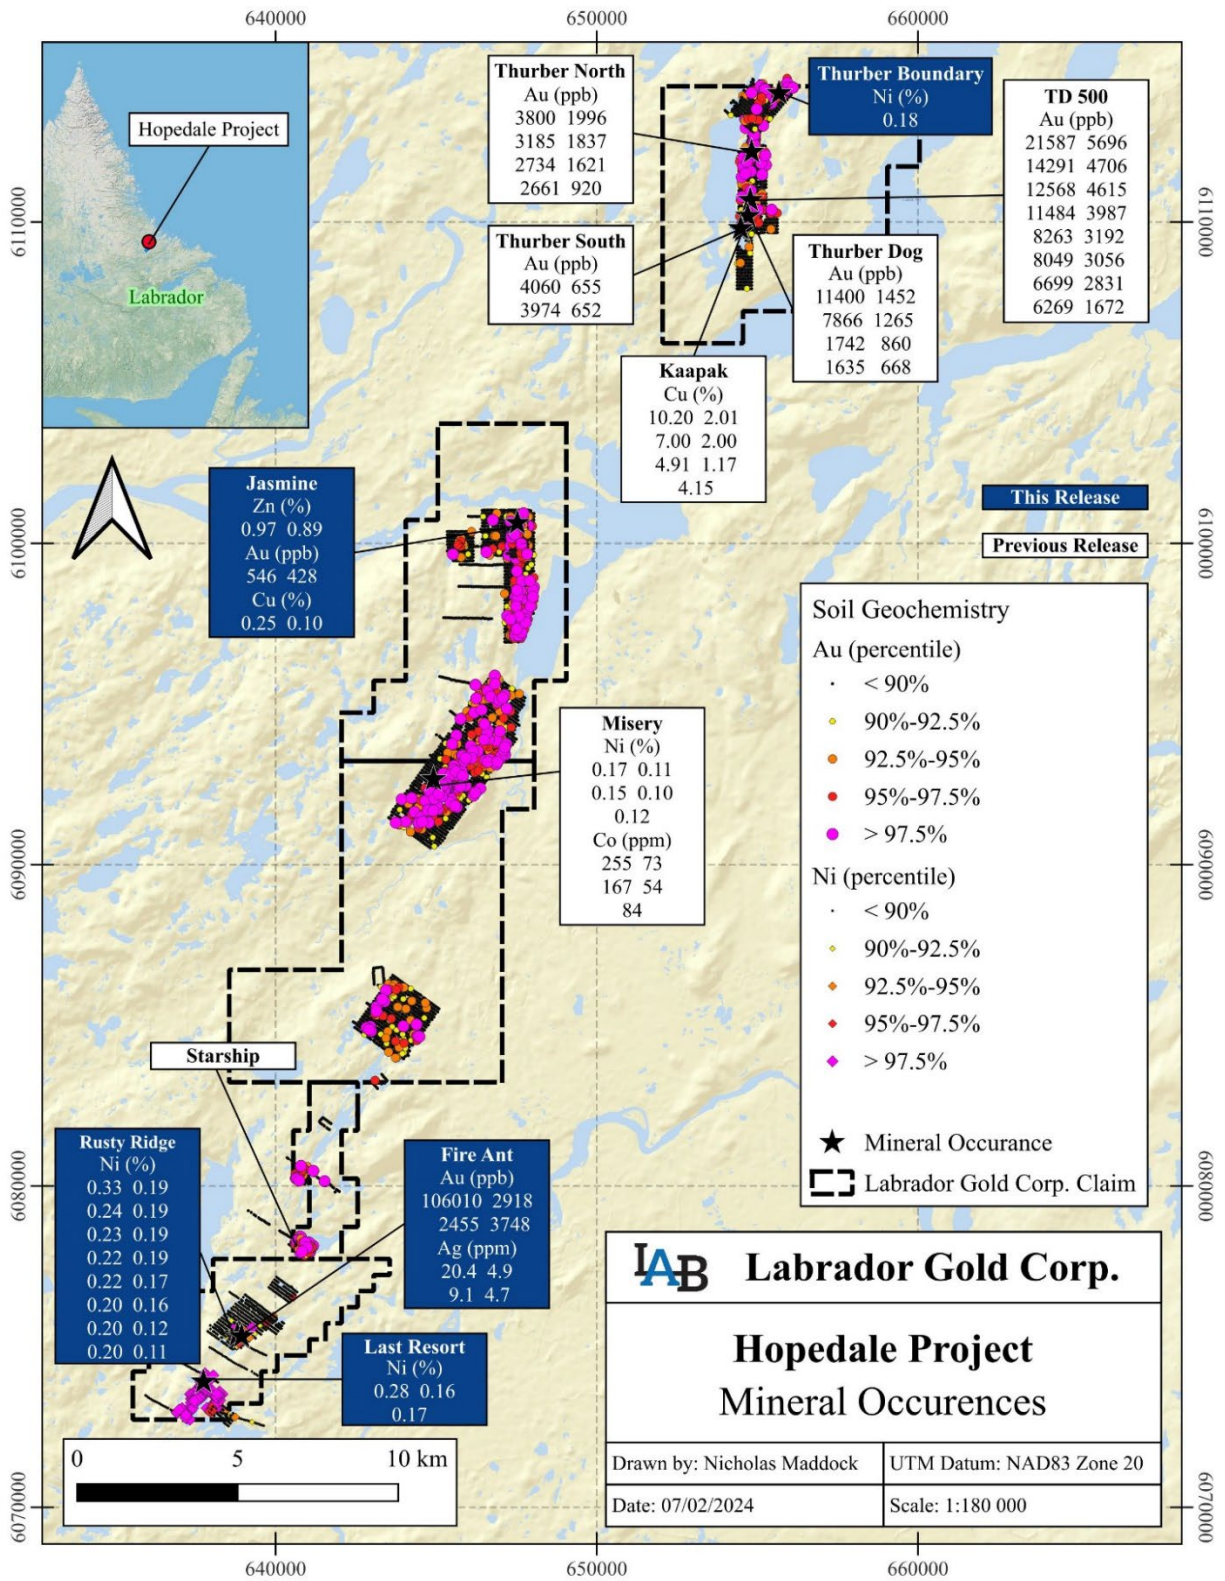 640000
650000
660000
6110000
6100000
6090000
6080000
6070000
Hopedale Project
Labrador
Thurber North
Au (ppb)
3800 1996
3185 1837
2734 1621
2661 920
Thurber Boundary
Ni (%)
0.18
TD 500
Au (ppb)
21587 5696
14291 4706
12568 4615
11484 3987
8263 3192
8049 3056
6699 2831
6269 1672
Thurber South
Au (ppb)
4060 655
3974 652
Thurber Dog
Au (ppb)
11400 1452
7866 1265
1742 860
1635 668
Kaapak
Cu (%)
10.20 2.01
7.00 2.00
4.91 1.17
4.15
Jasmine
Zn (%)
0.97 0.89
Au (ppb)
546 428
Cu (%)
0.25 0.10
This Release
Previous Release
Misery
Ni (%)
0.17 0.11
0.15 0.10
0.12
Co (ppm)
255 73
167 54
84
Soil Geochemistry
Au (percentile)
< 90%
90%-92.5%
92.5%-95%
95%-97.5%
> 97.5%
Ni (percentile)
< 90%
90%-92.5%
92.5%-95%
95%-97.5%
> 97.5%
Mineral Occurance
Labrador Gold Corp. Claim
Starship
Rusty Ridge
Ni (%)
0.33 0.19
0.24 0.19
0.23 0.19
0.22 0.19
0.22 0.17
0.20 0.16
0.20 0.12
0.20 0.11
Fire Ant
Au (ppb)
106010 2918
2455 3748
Ag (ppm)
20.4 4.9
9.1 4.7
Last Resort
Ni (%)
0.28 0.16
0.17
0 5 10 km
LAB Labrador Gold Corp.
Hopedale Project
Mineral Occurences
Drawn by: Nicholas Maddock
UTM Datum: NAD83 Zone 20
Date: 07/02/2024
Scale: 1:180 000
6110000
6100000
6090000
6080000
6070000
640000
650000
660000